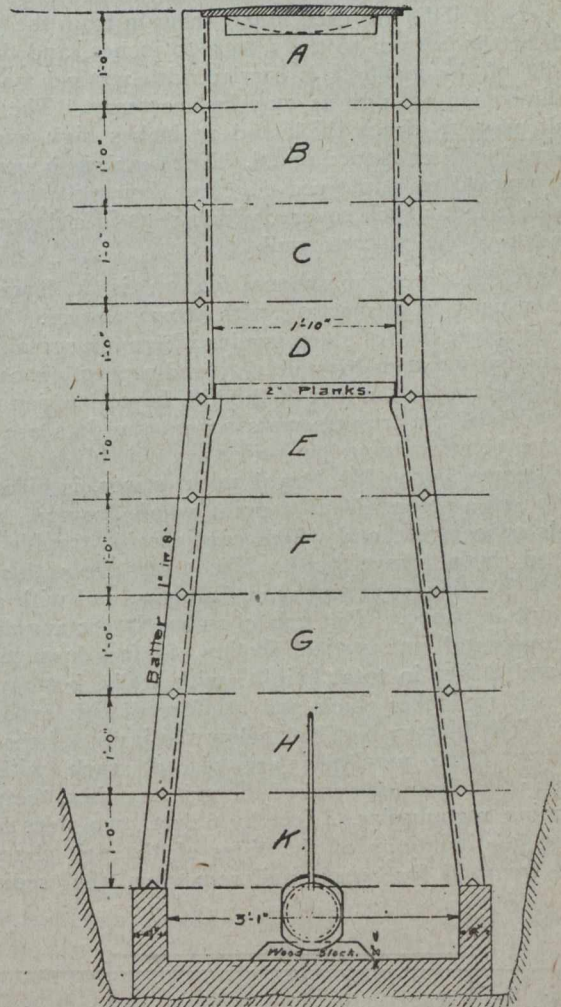 1'-0"
A
1'-0"
B
1'-0"
C
1'-10"
1'-0"
D
2" Planks.
1'-0"
E
1'-0"
F
Batter 1" in 8"
1'-0"
G
1'-0"
H
1'-0"
K
3'-1"
Wood Block.